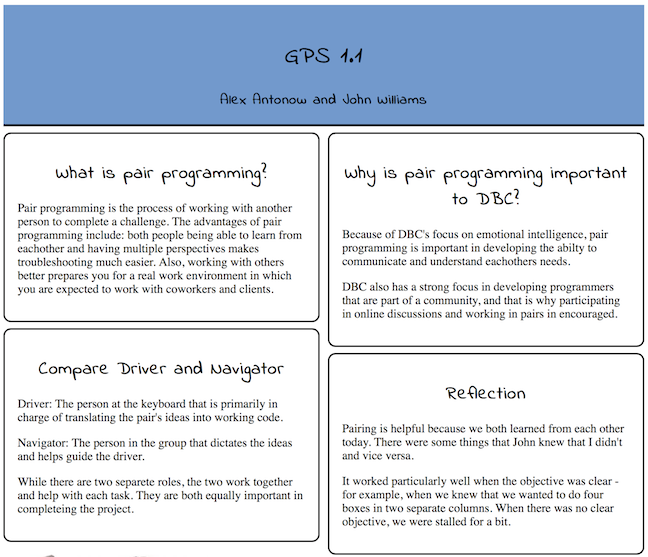 GPS 1.1
Alex Antonow and John Williams
What is pair programming?
Pair programming is the process of working with another
person to complete a challenge. The advantages of pair
programming include: both people being able to learn from
eachother and having multiple perspectives makes
troubleshooting much easier. Also, working with others
better prepares you for a real work environment in which
you are expected to work with coworkers and clients.
Compare Driver and Navigator
Driver: The person at the keyboard that is primarily in
charge of translating the pair's ideas into working code.
Navigator: The person in the group that dictates the ideas
and helps guide the driver.
While there are two separete roles, the two work together
and help with each task. They are both equally important in
completeing the project.
Why is pair programming important
to DBC?
Because of DBC's focus on emotional intelligence, pair
programming is important in developing the abilty to
communicate and understand eachothers needs.
DBC also has a strong focus in developing programmers
that are part of a community, and that is why participating
in online discussions and working in pairs in encouraged.
Reflection
Pairing is helpful because we both learned from each other
today. There were some things that John knew that I didn't
and vice versa.
It worked particularly well when the objective was clear -
for example, when we knew that we wanted to do four
boxes in two separate columns. When there was no clear
objective, we were stalled for a bit.